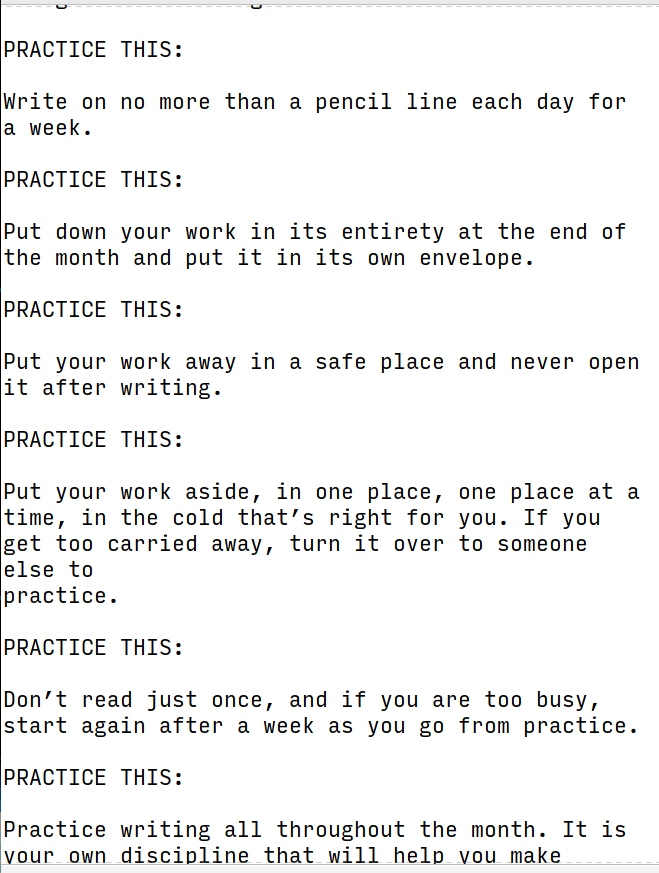 PRACTICE THIS:
Write on no more than a pencil line each day for
a week.
PRACTICE THIS:
Put down your work in its entirety at the end of
the month and put it in its own envelope.
PRACTICE THIS:
Put your work away in a safe place and never open
it after writing.
PRACTICE THIS:
Put your work aside, in one place, one place at a
time, in the cold that’s right for you. If you
get too carried away, turn it over to someone
else to
practice.
PRACTICE THIS:
Don’t read just once, and if you are too busy,
start again after a week as you go from practice.
PRACTICE THIS:
Practice writing all throughout the month. It is
your own discipline that will help you make